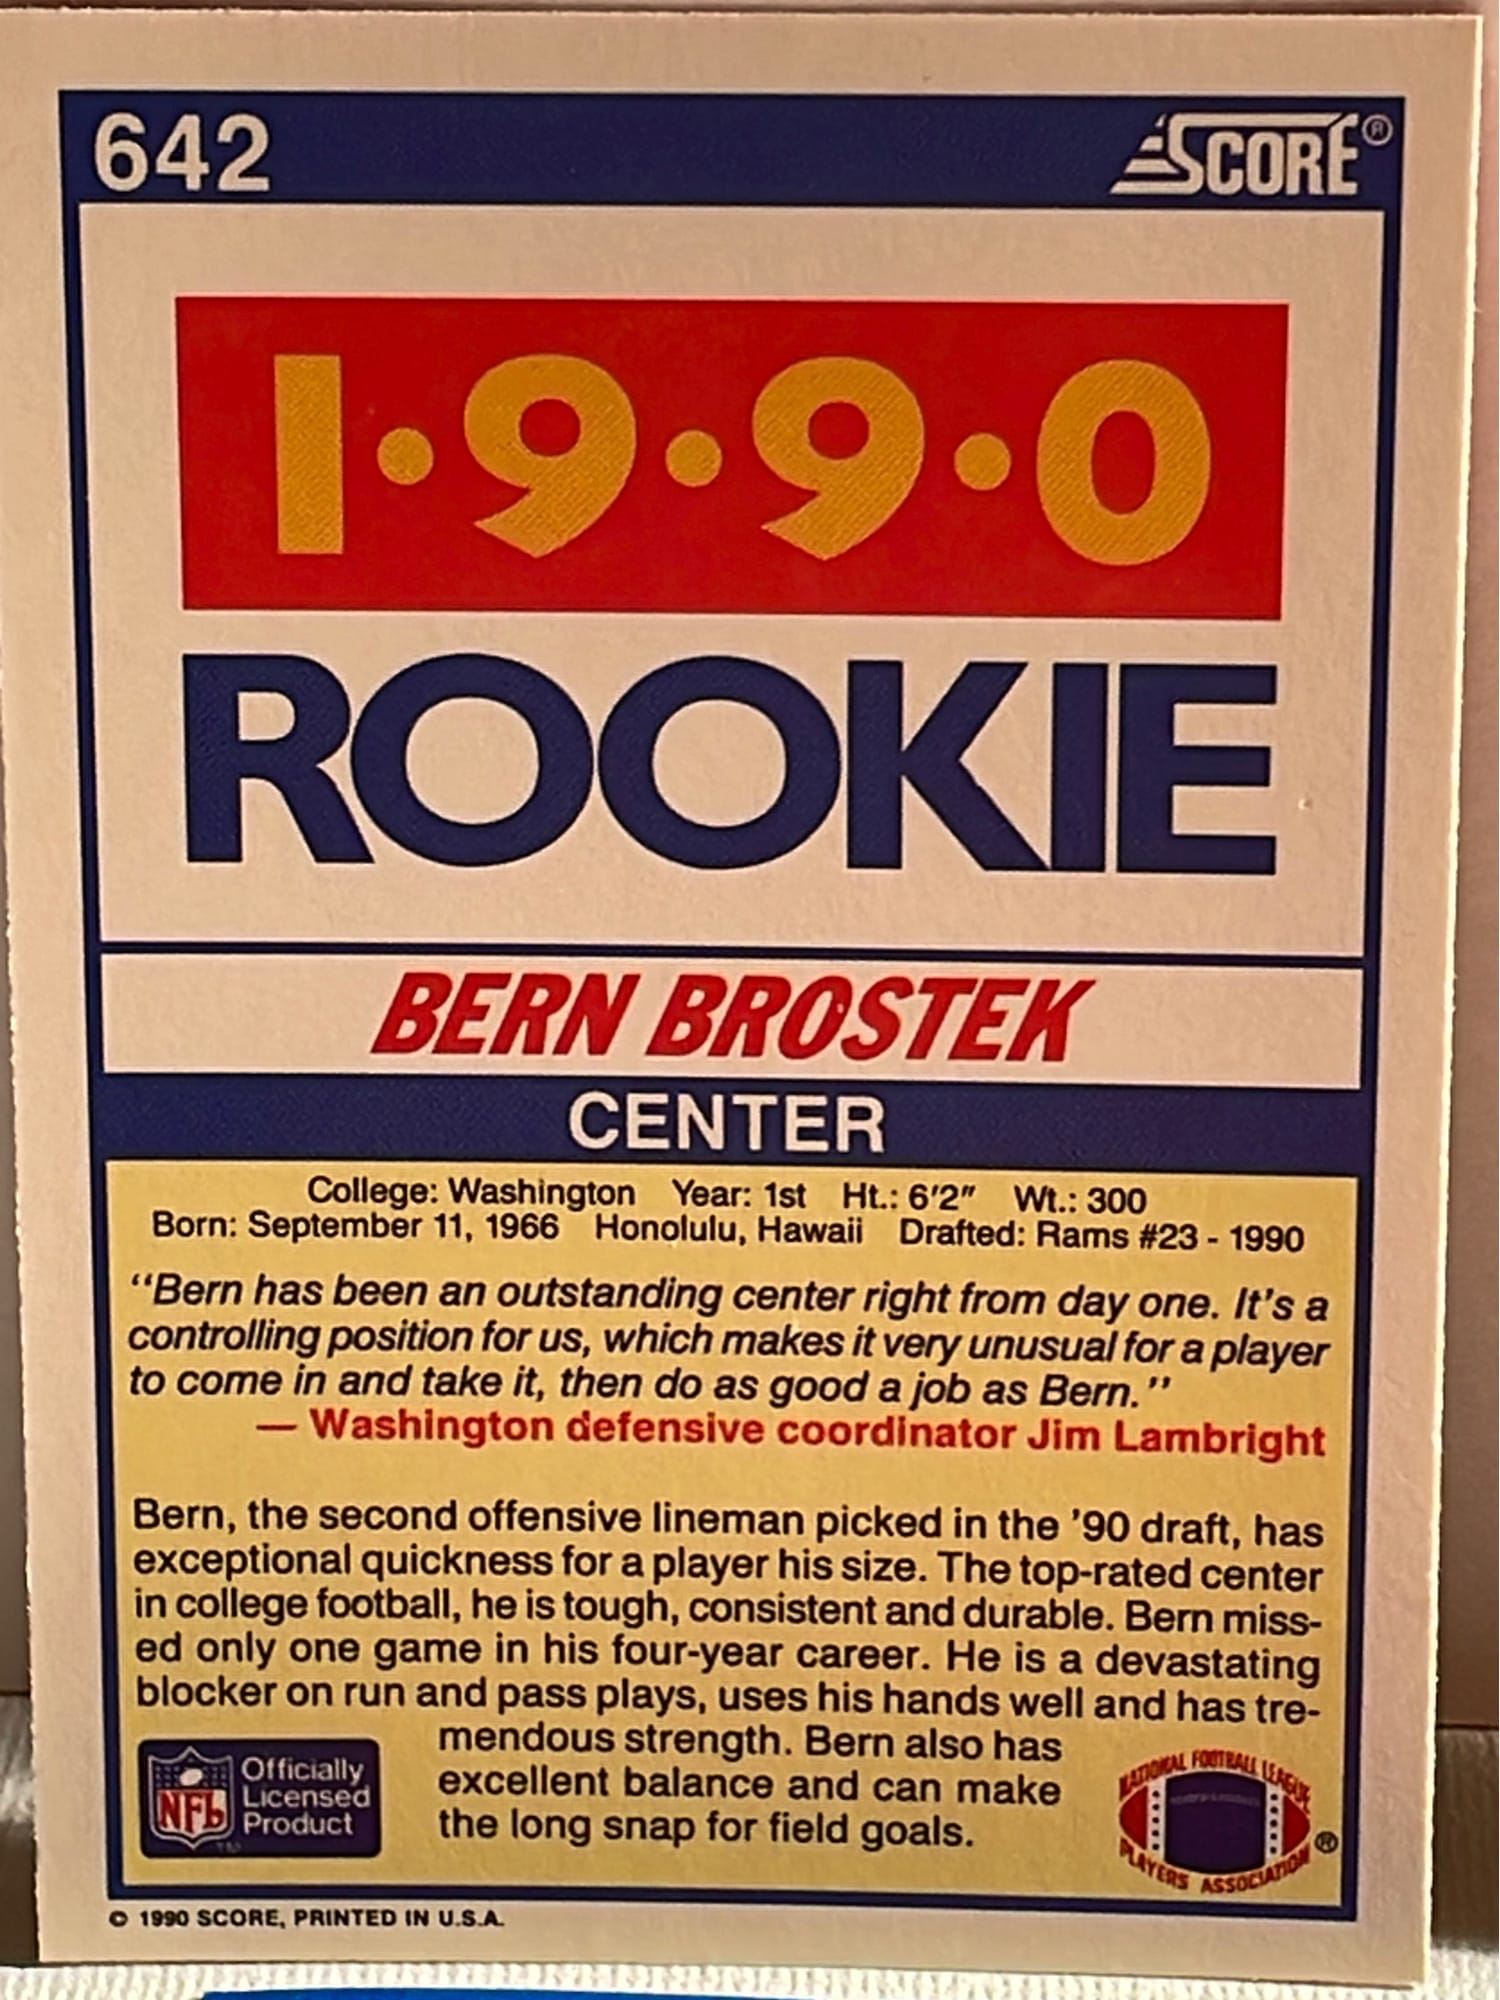 642
SCORE®
1•9•9•0
ROOKIE
BERN BROSTEK
CENTER
College: Washington Year: 1st Ht.: 6'2" Wt.: 300
Born: September 11, 1966 Honolulu, Hawaii Drafted: Rams #23 - 1990
“Bern has been an outstanding center right from day one. It's a
controlling position for us, which makes it very unusual for a player
to come in and take it, then do as good a job as Bern.”
— Washington defensive coordinator Jim Lambright
Bern, the second offensive lineman picked in the '90 draft, has
exceptional quickness for a player his size. The top-rated center
in college football, he is tough, consistent and durable. Bern miss-
ed only one game in his four-year career. He is a devastating
blocker on run and pass plays, uses his hands well and has tre-
mendous strength. Bern also has
excellent balance and can make
the long snap for field goals.
NFL
Officially
Licensed
Product
TM
NATIONAL FOOTBALL LEAGUE
PLAYERS ASSOCIATION
®
© 1990 SCORE, PRINTED IN U.S.A.